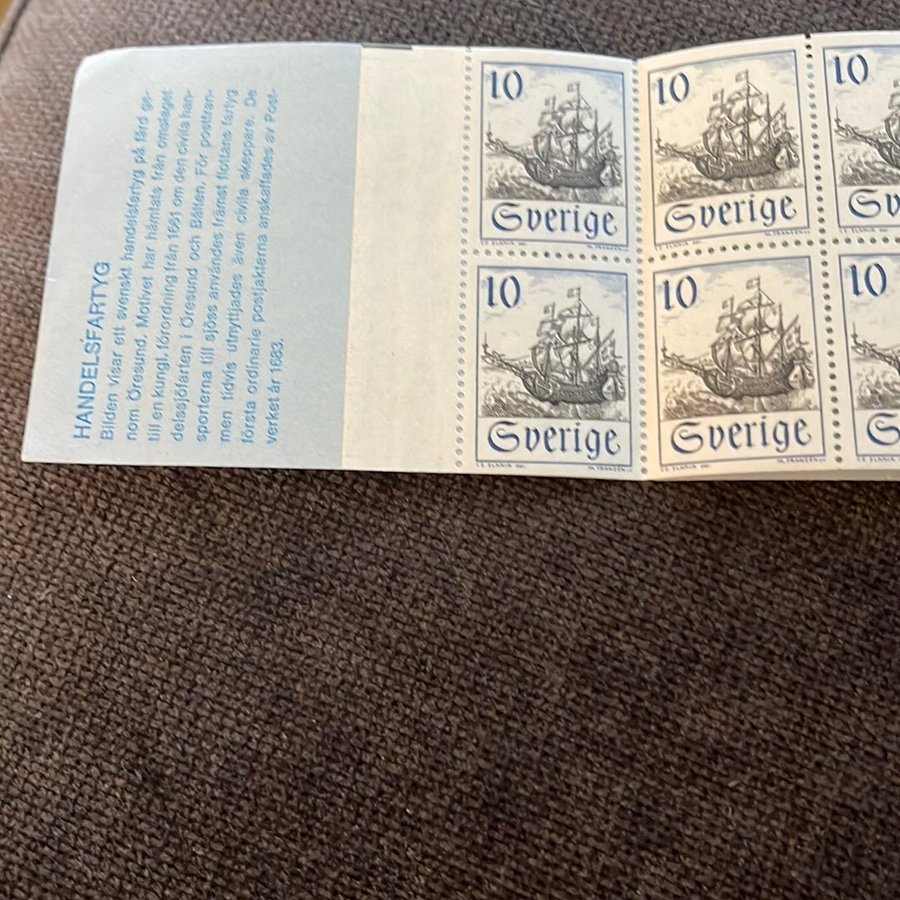 HANDELSFARTYG
Bilden visar ett svenskt handelsfartyg på färd ge-
nom Öresund. Motivet har hämtats från omslaget
till en kungl. förordning från 1661 om den civila han-
delssjöfarten i Öresund och Bälten. För posttran-
sporterna till sjöss användes främst flottans fartyg
men tidvis utnyttjades även civila skeppare. De
första ordinarie postjakterna anskaffades av Post-
verket år 1683.
10
Sverige
10
Sverige
10
Sv
10
Sverige
10
Sverige
10
S